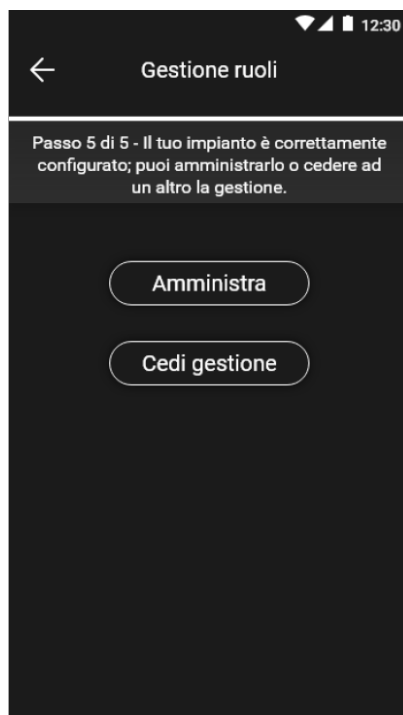 12:30
Gestione ruoli
Passo 5 di 5 - Il tuo impianto è correttamente
configurato; puoi amministrarlo o cedere ad
un altro la gestione.
Amministra
Cedi gestione